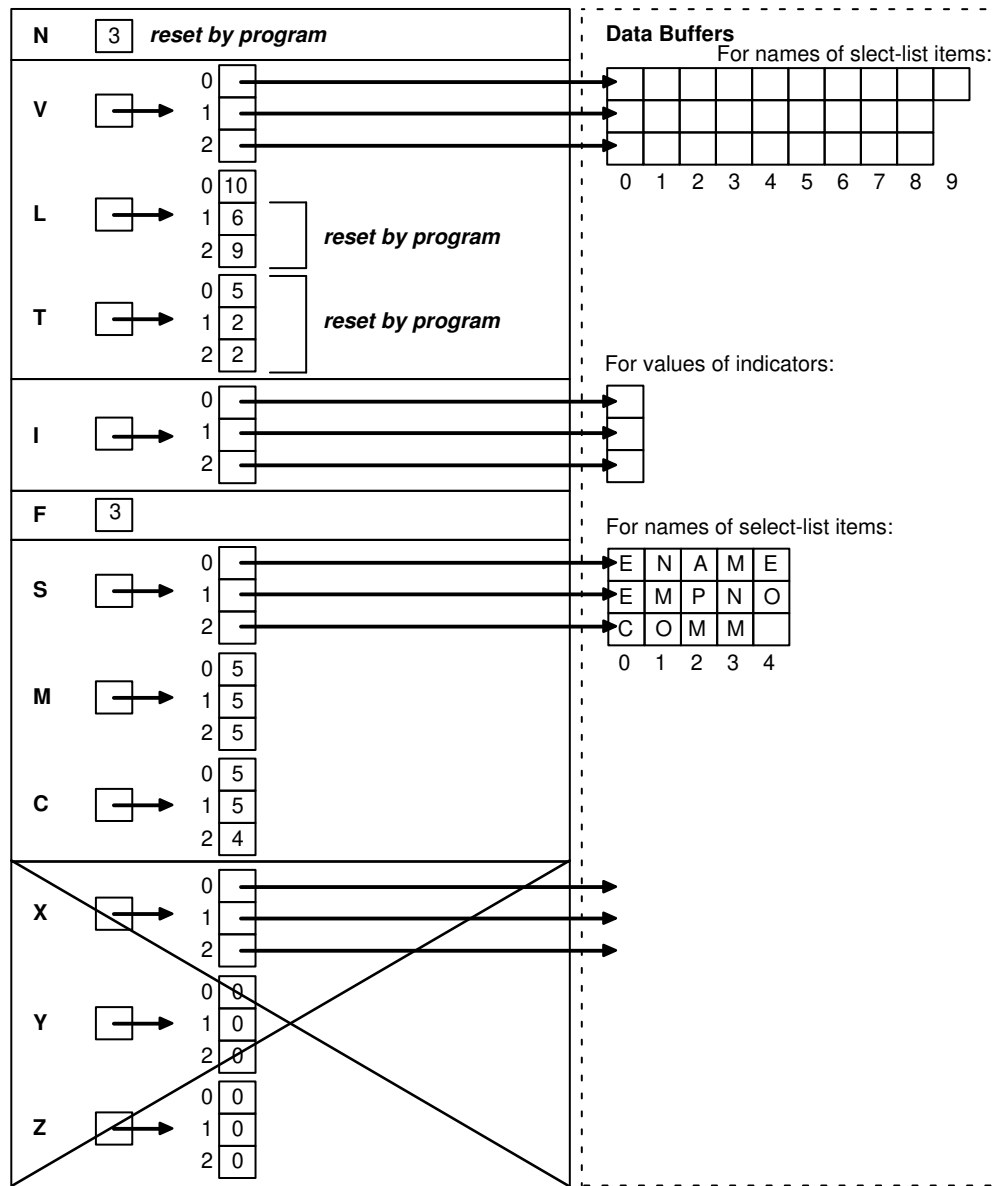 N 3 reset by program
Data Buffers
For names of slect-list items:
V
0
1
2
0 1 2 3 4 5 6 7 8 9
L
0 10
1 6
2 9
reset by program
T
0 5
1 2
2 2
reset by program
For values of indicators:
I
0
1
2
F 3
For names of select-list items:
S
0
1
2
E N A M E
E M P N O
C O M M
0 1 2 3 4
M
0 5
1 5
2 5
C
0 5
1 5
2 4
X
0
1
2
Y
0 0
1 0
2 0
Z
0 0
1 0
2 0